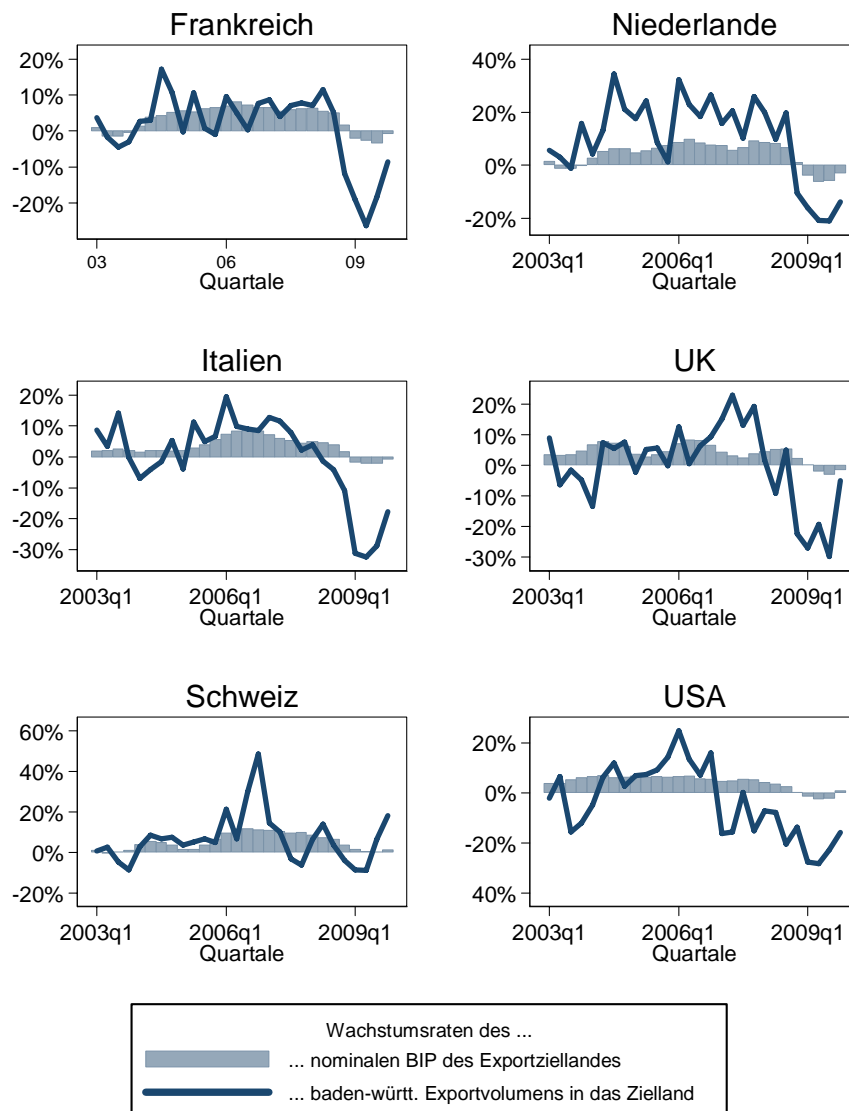 Frankreich
20%
10%
0%
-10%
-20%
03
06
09
Quartale
Niederlande
40%
20%
0%
-20%
2003q1
2006q1
2009q1
Quartale
Italien
20%
10%
0%
-10%
-20%
-30%
2003q1
2006q1
2009q1
Quartale
UK
20%
10%
0%
-10%
-20%
-30%
2003q1
2006q1
2009q1
Quartale
Schweiz
60%
40%
20%
0%
-20%
2003q1
2006q1
2009q1
Quartale
USA
20%
0%
-20%
40%
2003q1
2006q1
2009q1
Quartale
Wachstumsraten des ...
... nominalen BIP des Exportziellandes
... baden-württ. Exportvolumens in das Zielland